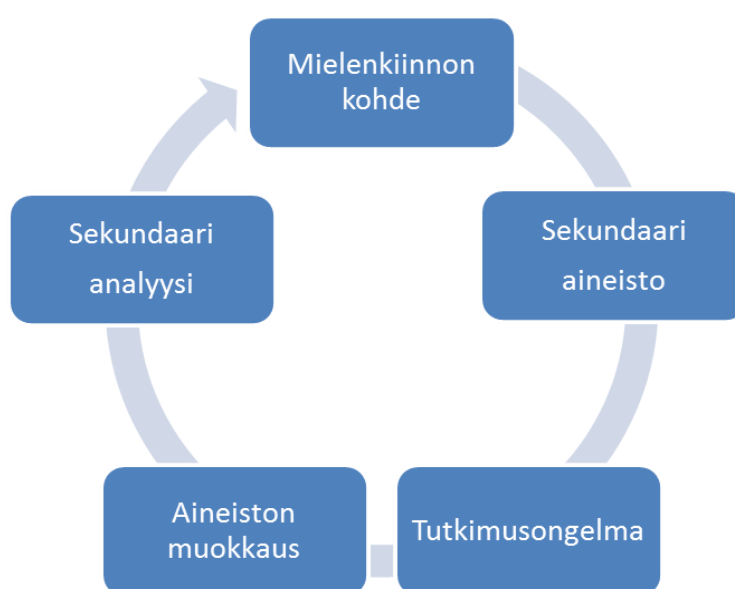 Mielenkiinnon
kohde
Sekundaari
aineisto
Tutkimusongelma
Aineiston
muokkaus
Sekundaari
analyysi